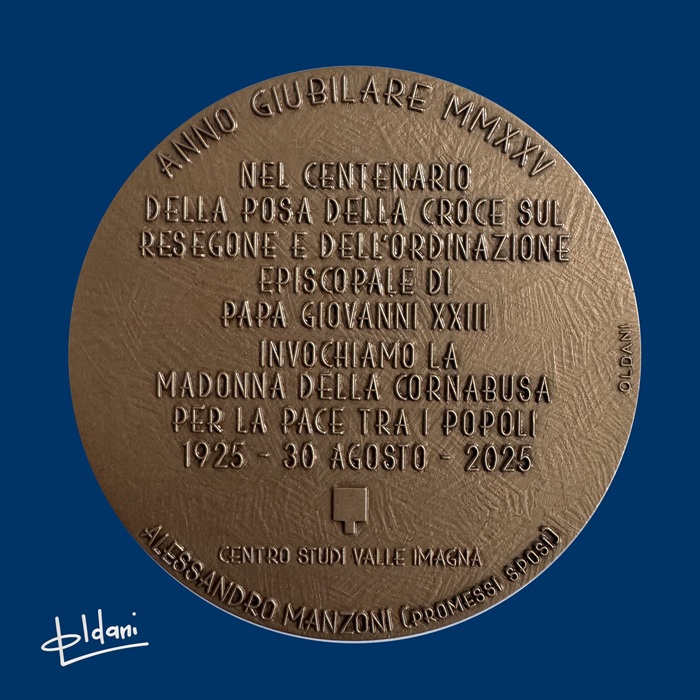 ANNO GIUBILARE MMXXV
NEL CENTENARIO
DELLA POSA DELLA CROCE SUL
RESEGONE E DELL'ORDINAZIONE
EPISCOPALE DI
PAPA GIOVANNI XXIII
INVOCHIAMO LA
MADONNA DELLA CORNABUSA
PER LA PACE TRA I POPOLI
1925 - 30 AGOSTO - 2025
OLDANI
CENTRO STUDI VALLE IMAGNA
ALESSANDRO MANZONI (PROMESSI SPOSI)
Oldani